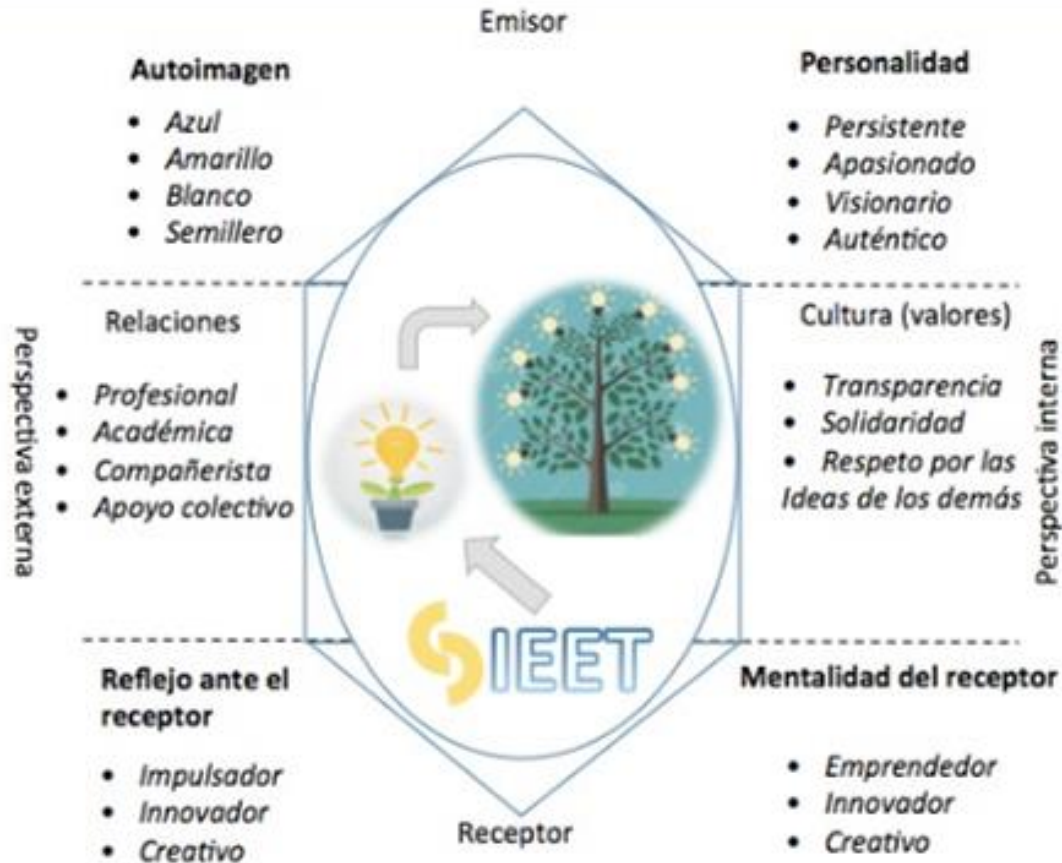 Emisor
Autoimagen
• Azul
• Amarillo
• Blanco
• Semillero
Personalidad
• Persistente
• Apasionado
• Visionario
• Auténtico
Perspectiva externa
Relaciones
• Profesional
• Académica
• Compañerista
• Apoyo colectivo
Cultura (valores)
• Transparencia
• Solidaridad
• Respeto por las
Ideas de los demás
Perspectiva interna
SIEET
Reflejo ante el
receptor
• Impulsador
• Innovador
• Creativo
Mentalidad del receptor
• Emprendedor
• Innovador
• Creativo
Receptor